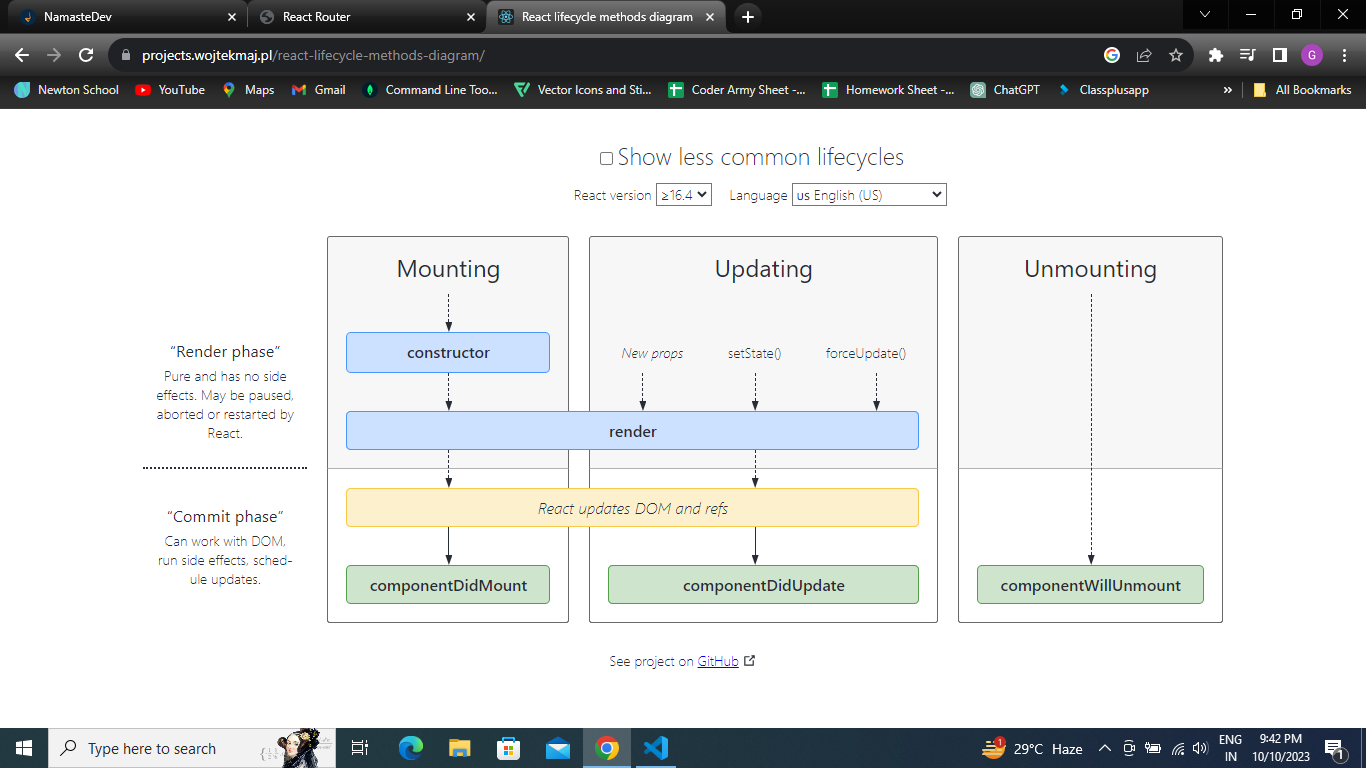 NamasteDev
React Router
React lifecycle methods diagram
projects.wojtekmaj.pl/react-lifecycle-methods-diagram/
G
Newton School
YouTube
Maps
Gmail
Command Line Too...
Vector Icons and Sti...
Coder Army Sheet -...
Homework Sheet -...
ChatGPT
Classplusapp
»
All Bookmarks
Show less common lifecycles
React version ≥16.4 Language us English (US)
Mounting
Updating
Unmounting
“Render phase”
Pure and has no side
effects. May be paused,
aborted or restarted by
React.
constructor
New props
setState()
forceUpdate()
render
React updates DOM and refs
“Commit phase”
Can work with DOM,
run side effects, sched-
ule updates.
componentDidMount
componentDidUpdate
componentWillUnmount
See project on GitHub
Type here to search
1
29°C Haze
ENG
IN
9:42 PM
10/10/2023
1